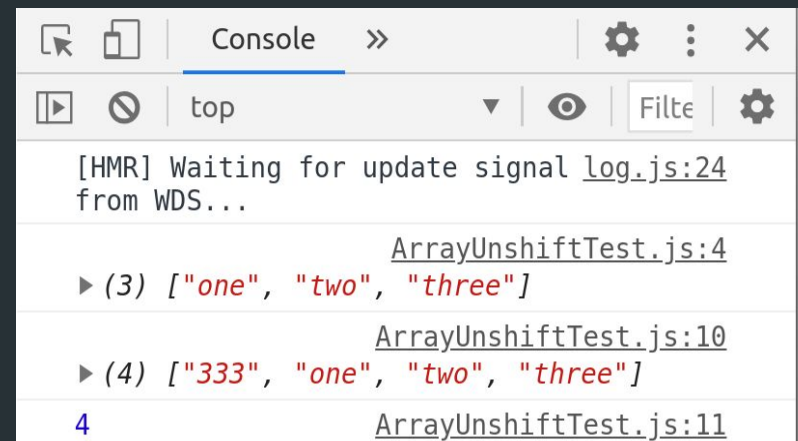 Console
top
Filte
[HMR] Waiting for update signal log.js:24
from WDS...
ArrayUnshiftTest.js:4
(3) ["one", "two", "three"]
ArrayUnshiftTest.js:10
(4) ["333", "one", "two", "three"]
4 ArrayUnshiftTest.js:11